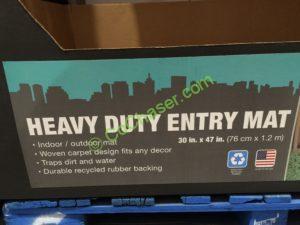 HEAVY DUTY ENTRY MAT
• Indoor / outdoor mat
30 in. x 47 in. (76 cm x 1.2 m)
• Woven carpet design fits any decor
• Traps dirt and water
• Durable recycled rubber backing
CoChaser.com